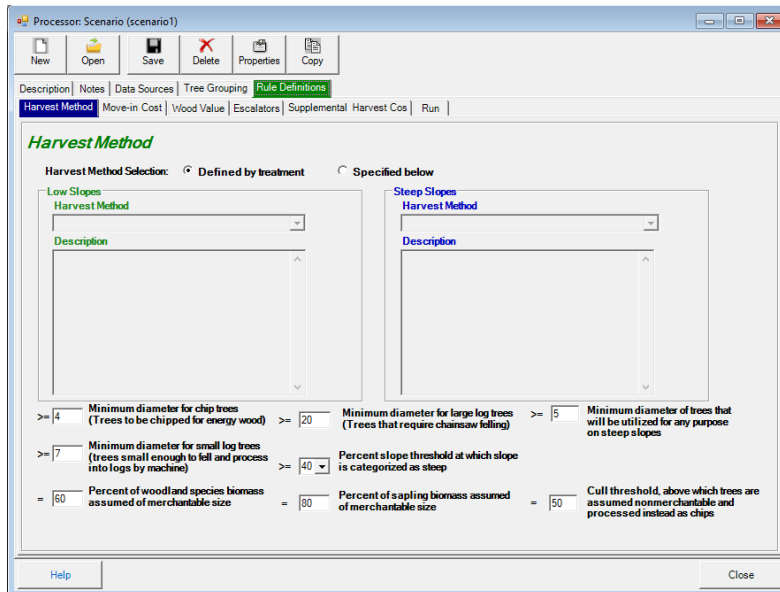 Processor: Scenario (scenario1)
New Open Save Delete Properties Copy
Description Notes Data Sources Tree Grouping Rule Definitions
Harvest Method Move-in Cost Wood Value Escalators Supplemental Harvest Cos Run
Harvest Method
Harvest Method Selection: Defined by treatment Specified below
Low Slopes
Harvest Method
Description
Steep Slopes
Harvest Method
Description
>= 4 Minimum diameter for chip trees
(Trees to be chipped for energy wood)
>= 20 Minimum diameter for large log trees
(Trees that require chainsaw felling)
>= 5 Minimum diameter of trees that
will be utilized for any purpose
on steep slopes
>= 7 Minimum diameter for small log trees
(trees small enough to fell and process
into logs by machine)
>= 40 Percent slope threshold at which slope
is categorized as steep
= 60 Percent of woodland species biomass
assumed of merchantable size
= 80 Percent of sapling biomass assumed
of merchantable size
= 50 Cull threshold, above which trees are
assumed nonmerchantable and
processed instead as chips
Help Close